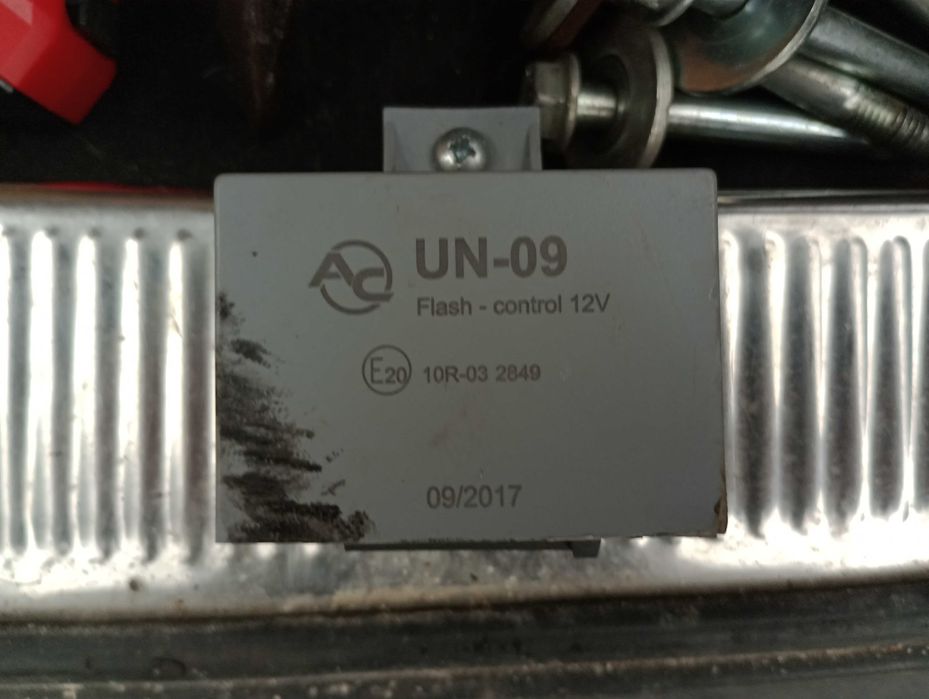 AC
UN-09
Flash - control 12V
E20 10R-03 2849
09/2017